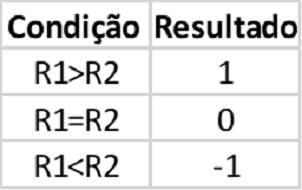 Condição Resultado
R1>R2 1
R1=R2 0
R1<R2 -1